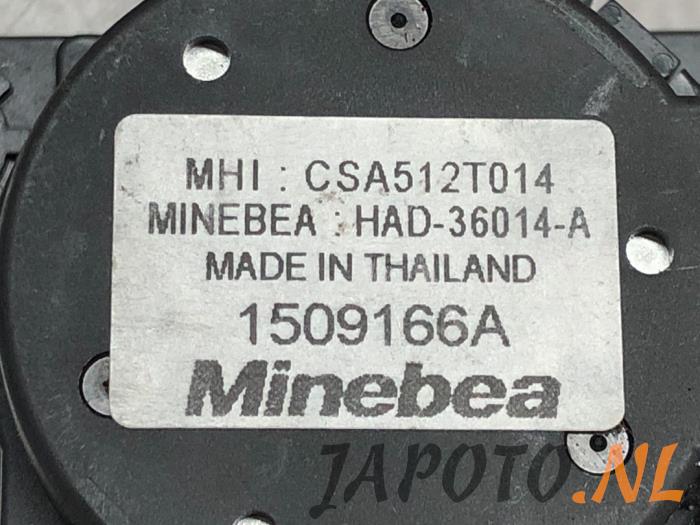 MHI : CSA512T014
MINEBEA : HAD-36014-A
MADE IN THAILAND
1509166A
Minebea
JAPOTO.NL